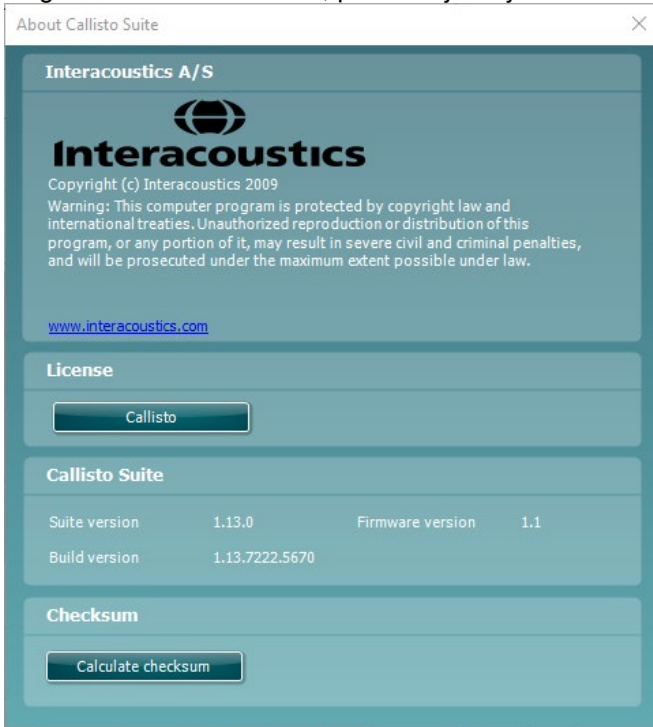 About Callisto Suite
Interacoustics A/S
Interacoustics
Copyright (c) Interacoustics 2009
Warning: This computer program is protected by copyright law and
international treaties. Unauthorized reproduction or distribution of this
program, or any portion of it, may result in severe civil and criminal penalties,
and will be prosecuted under the maximum extent possible under law.
www.interacoustics.com
License
Callisto
Callisto Suite
Suite version 1.13.0 Firmware version 1.1
Build version 1.13.7222.5670
Checksum
Calculate checksum